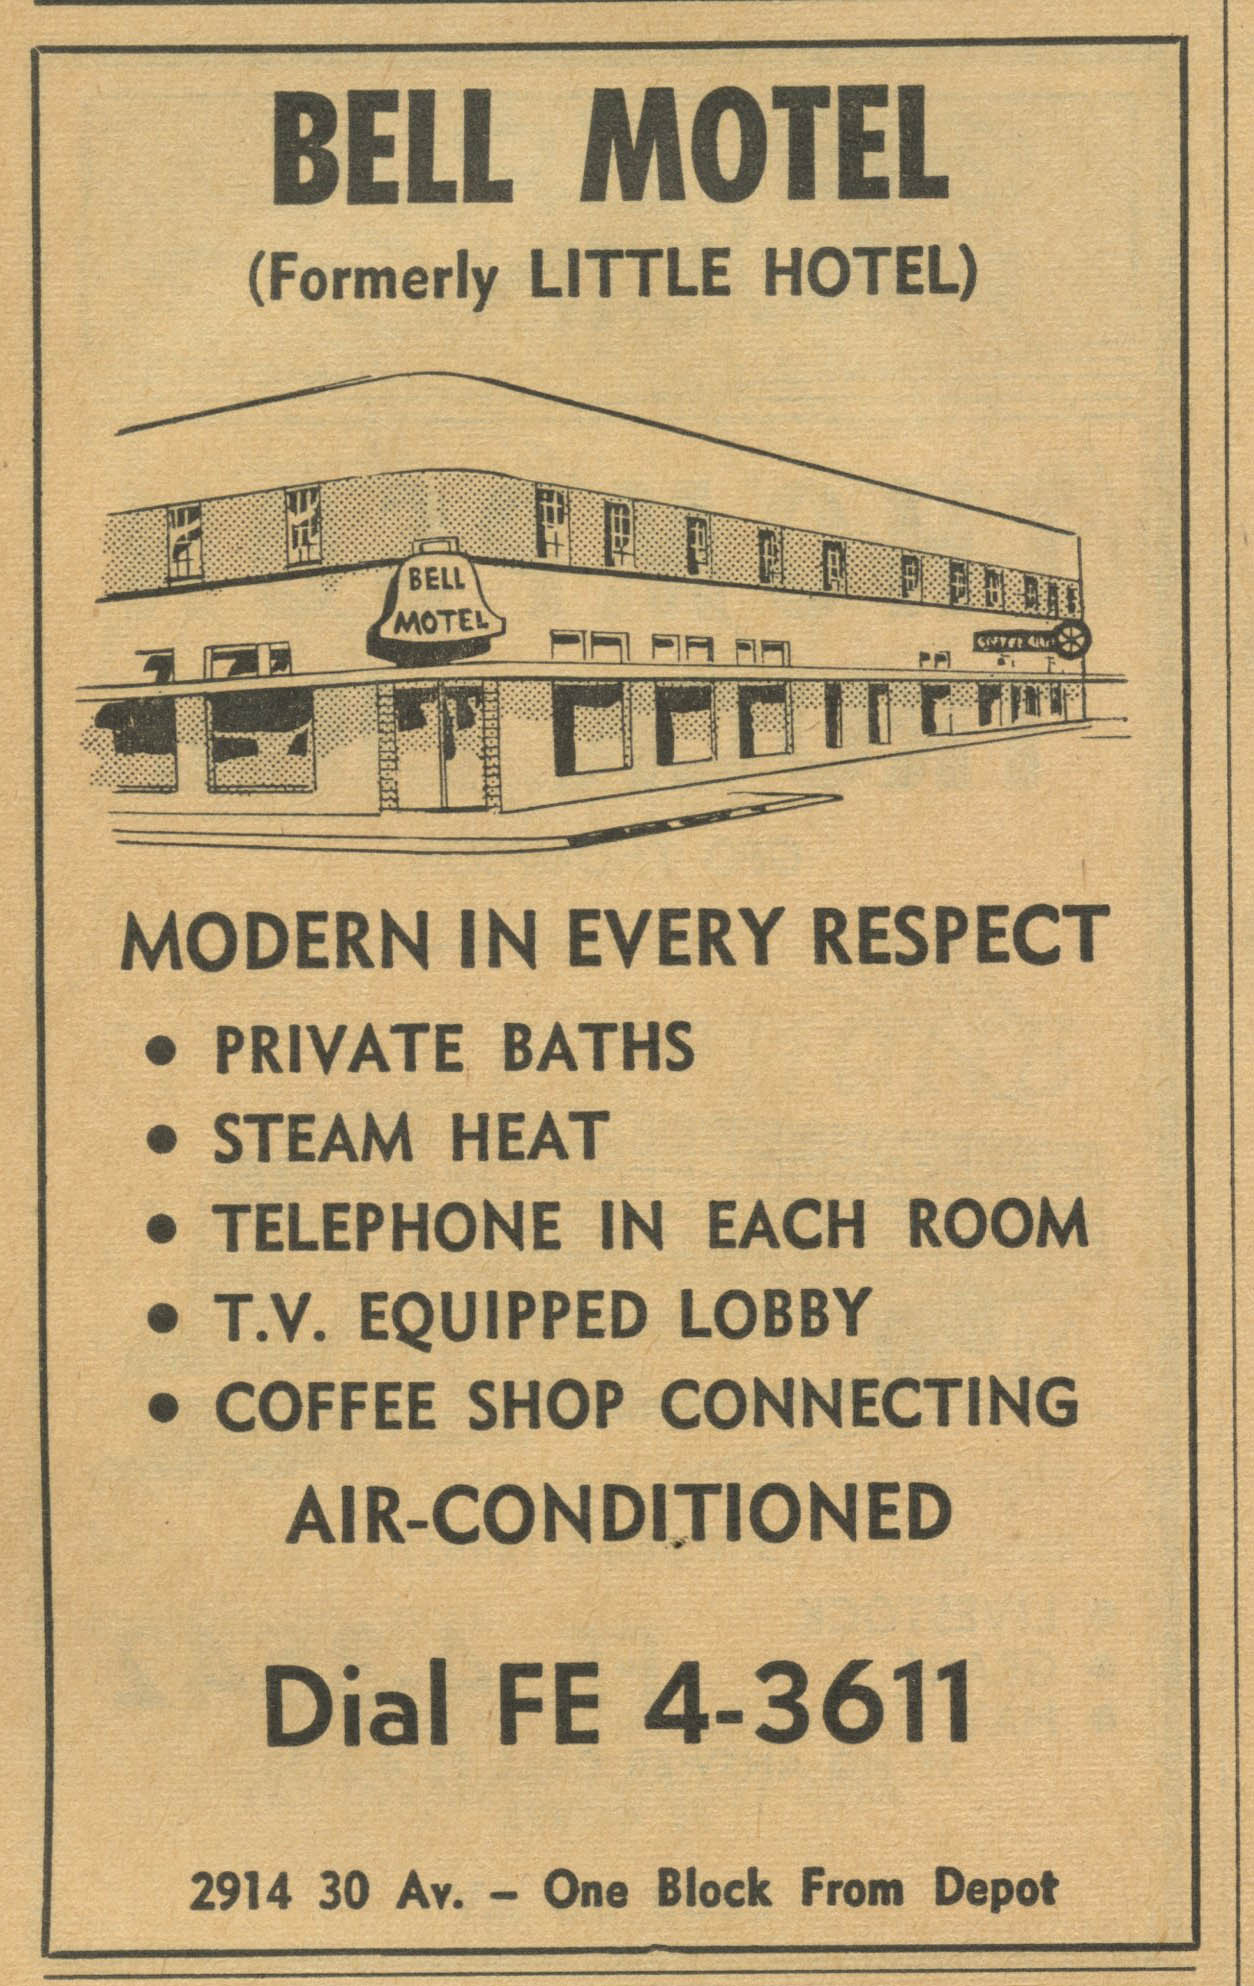 BELL MOTEL
(Formerly LITTLE HOTEL)
BELL
MOTEL
MODERN IN EVERY RESPECT
• PRIVATE BATHS
• STEAM HEAT
• TELEPHONE IN EACH ROOM
• T.V. EQUIPPED LOBBY
• COFFEE SHOP CONNECTING
AIR-CONDITIONED
Dial FE 4-3611
2914 30 Av. – One Block From Depot